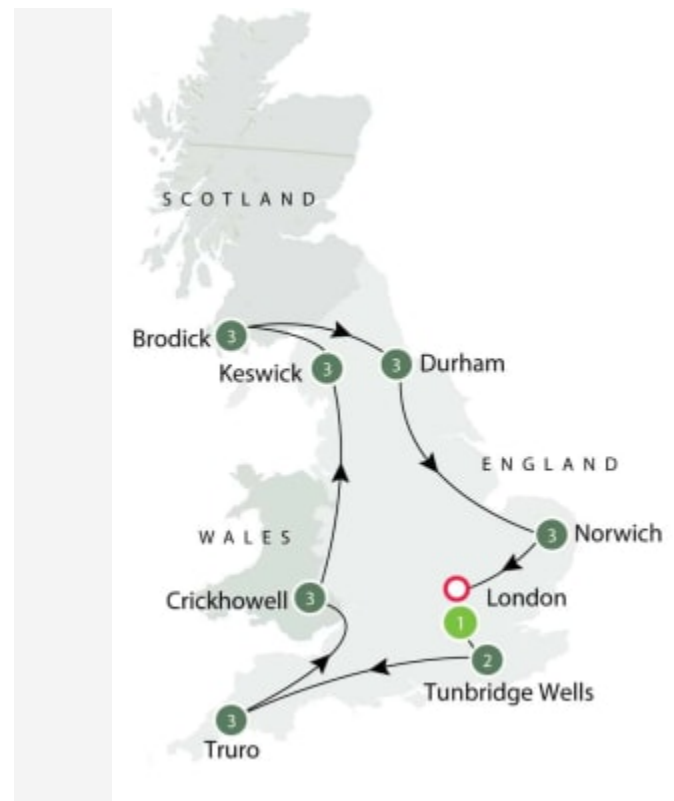 SCOTLAND
Brodick 3
Keswick 3
3 Durham
ENGLAND
3 Norwich
WALES
Crickhowell 3
London
1
2
Tunbridge Wells
3
Truro